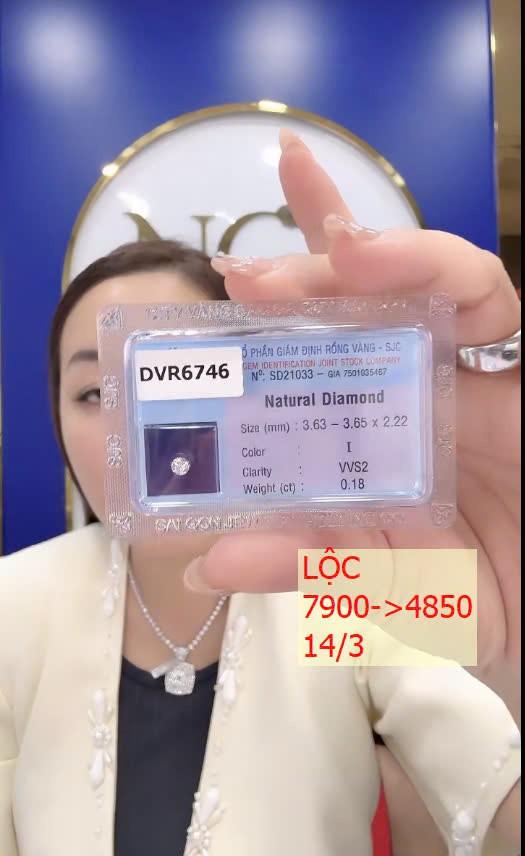 DVR6746
PHẦN GIÁM ĐỊNH RỒNG VÀNG - SJC
GEM IDENTIFICATION JOINT STOCK COMPANY
Nº: SD21033 - GIA 7501035467
Natural Diamond
Size (mm) : 3.63 – 3.65 x 2.22
Color : I
Clarity : VVS2
Weight (ct) : 0.18
SJC
SJC
LỘC
7900->4850
14/3